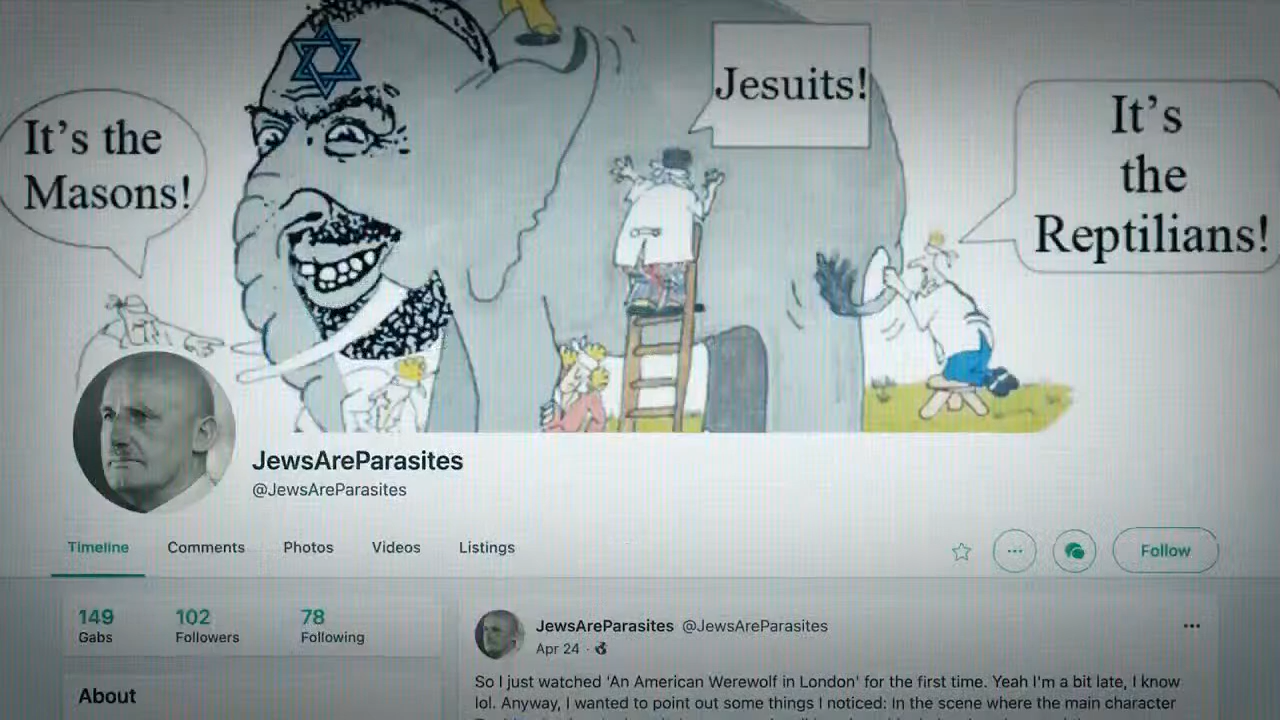 It's the
Masons!
Jesuits!
It's
the
Reptilians!
JewsAreParasites
@JewsAreParasites
Timeline Comments Photos Videos Listings
Follow
149 102 78
Gabs Followers Following
About
JewsAreParasites @JewsAreParasites
Apr 24 ·
So I just watched 'An American Werewolf in London' for the first time. Yeah I'm a bit late, I know
lol. Anyway, I wanted to point out some things I noticed: In the scene where the main character